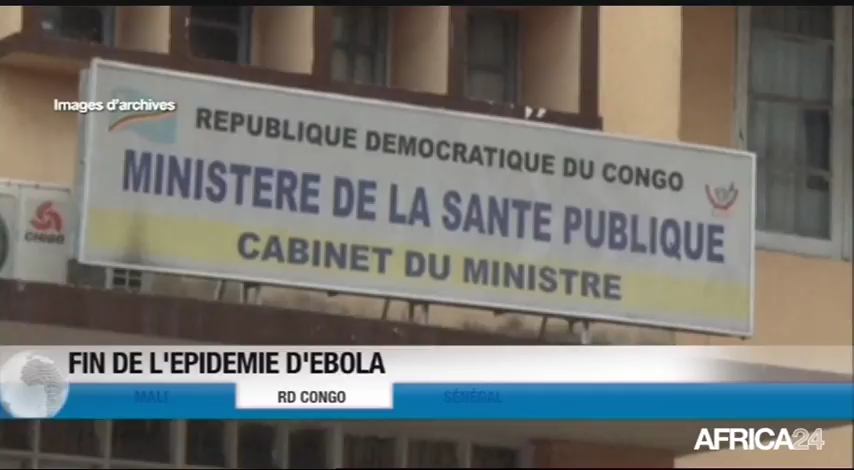 Images d'archives
REPUBLIQUE DEMOCRATIQUE DU CONGO
MINISTERE DE LA SANTE PUBLIQUE
CABINET DU MINISTRE
CHIGO
FIN DE L'EPIDEMIE D'EBOLA
MALI RD CONGO SÉNÉGAL
AFRICA24